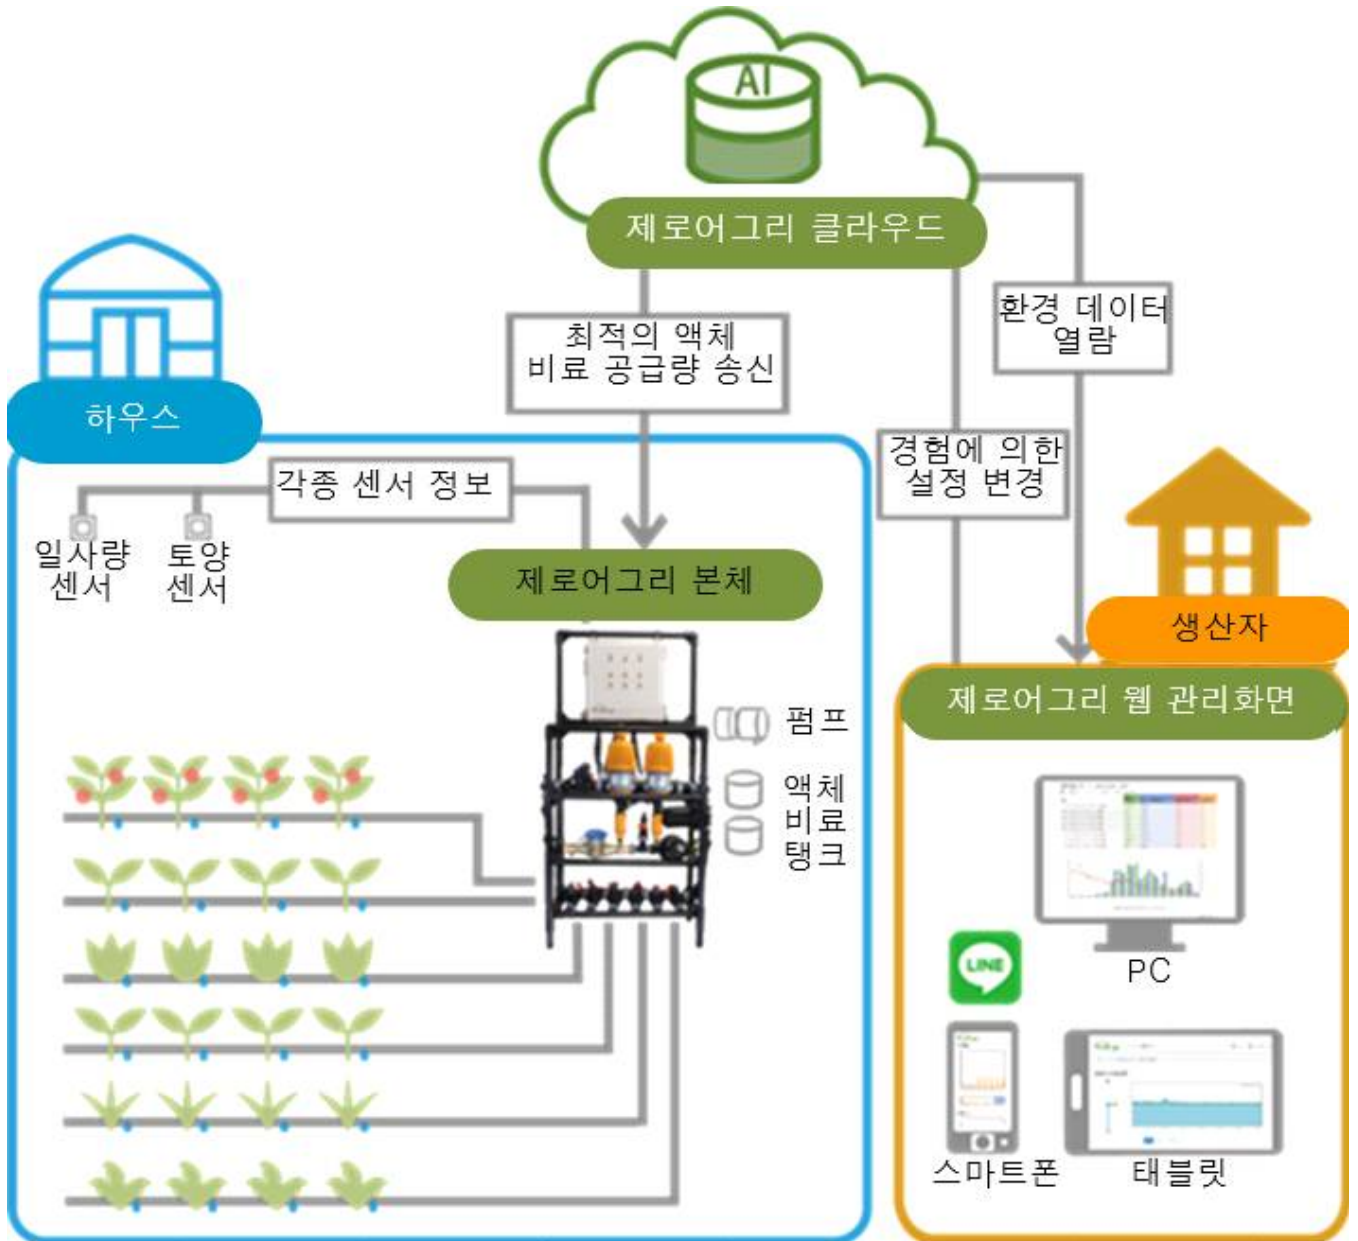 AI
제로어그리 클라우드
최적의 액체
비료 공급량 송신
환경 데이터
열람
하우스
경험에 의한
설정 변경
각종 센서 정보
일사량
센서
토양
센서
제로어그리 본체
생산자
제로어그리 웹 관리화면
펌프
액체
비료
탱크
PC
LINE
스마트폰
태블릿